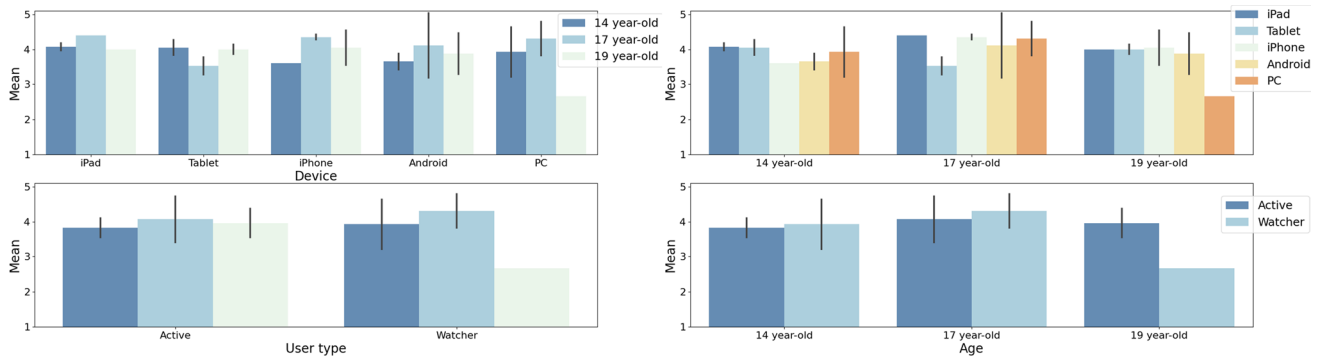 5
4
3
2
1
Mean
iPad
Tablet
iPhone
Android
PC
Device
14 year-old
17 year-old
19 year-old
5
4
3
2
1
Mean
14 year-old
17 year-old
19 year-old
iPad
Tablet
iPhone
Android
PC
5
4
3
2
1
Mean
Active
Watcher
User type
5
4
3
2
1
Mean
14 year-old
17 year-old
19 year-old
Age
Active
Watcher